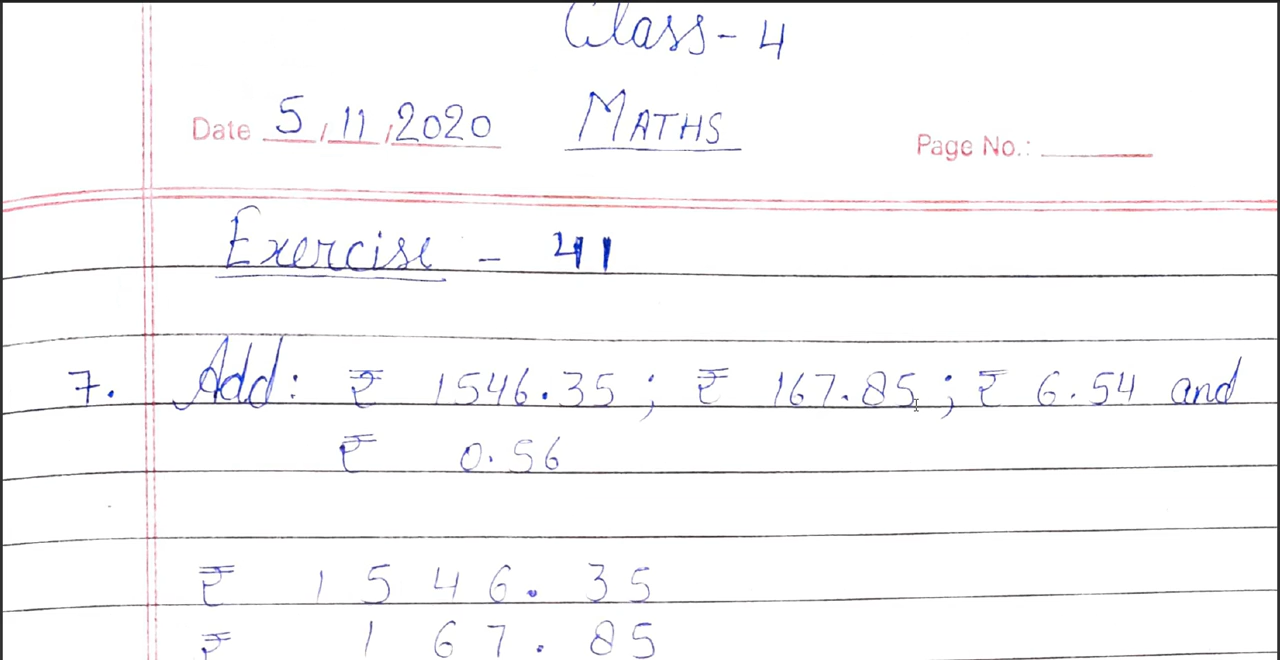 Class - 4
Date 5/11/2020 MATHS Page No.:
Exercise - 41
7. Add: ₹ 1546.35 ; ₹ 167.85 ; ₹ 6.54 and
₹ 0.56
₹ 1546.35
₹ 167.85